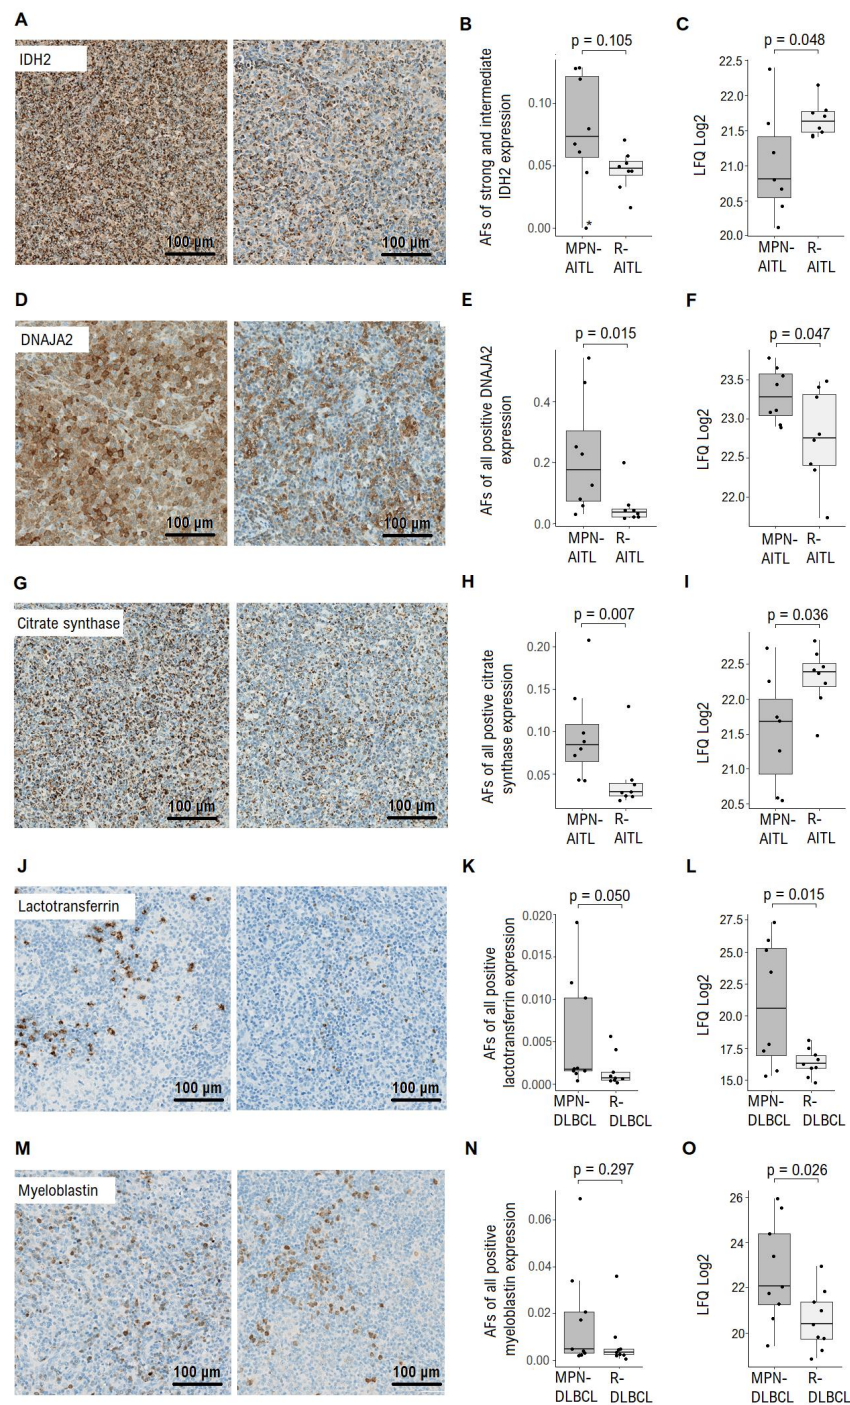 A
IDH2
100 µm
100 µm
B
p = 0.105
AFs of strong and intermediate
IDH2 expression
0.10
0.05
0.00
*
MPN-
AITL
R-
AITL
C
p = 0.048
LFQ Log2
22.5
22.0
21.5
21.0
20.5
20.0
MPN-
AITL
R-
AITL
D
DNAJA2
100 µm
100 µm
E
p = 0.015
AFs of all positive DNAJA2
expression
0.4
0.2
0.0
MPN-
AITL
R-
AITL
F
p = 0.047
LFQ Log2
23.5
23.0
22.5
22.0
MPN-
AITL
R-
AITL
G
Citrate synthase
100 µm
100 µm
H
p = 0.007
AFs of all postive citrate
synthase expression
0.20
0.15
0.10
0.05
MPN-
AITL
R-
AITL
I
p = 0.036
LFQ Log2
22.5
22.0
21.5
21.0
20.5
MPN-
AITL
R-
AITL
J
Lactotransferrin
100 µm
100 µm
K
p = 0.050
AFs of all positive
lactotransferrin expression
0.020
0.015
0.010
0.005
0.000
MPN-
DLBCL
R-
DLBCL
L
p = 0.015
LFQ Log2
27.5
25.0
22.5
20.0
17.5
15.0
MPN-
DLBCL
R-
DLBCL
M
Myeloblastin
100 µm
100 µm
N
p = 0.297
AFs of all positive
myeloblastin expression
0.06
0.04
0.02
0.00
MPN-
DLBCL
R-
DLBCL
O
p = 0.026
LFQ Log2
26
24
22
20
MPN-
DLBCL
R-
DLBCL